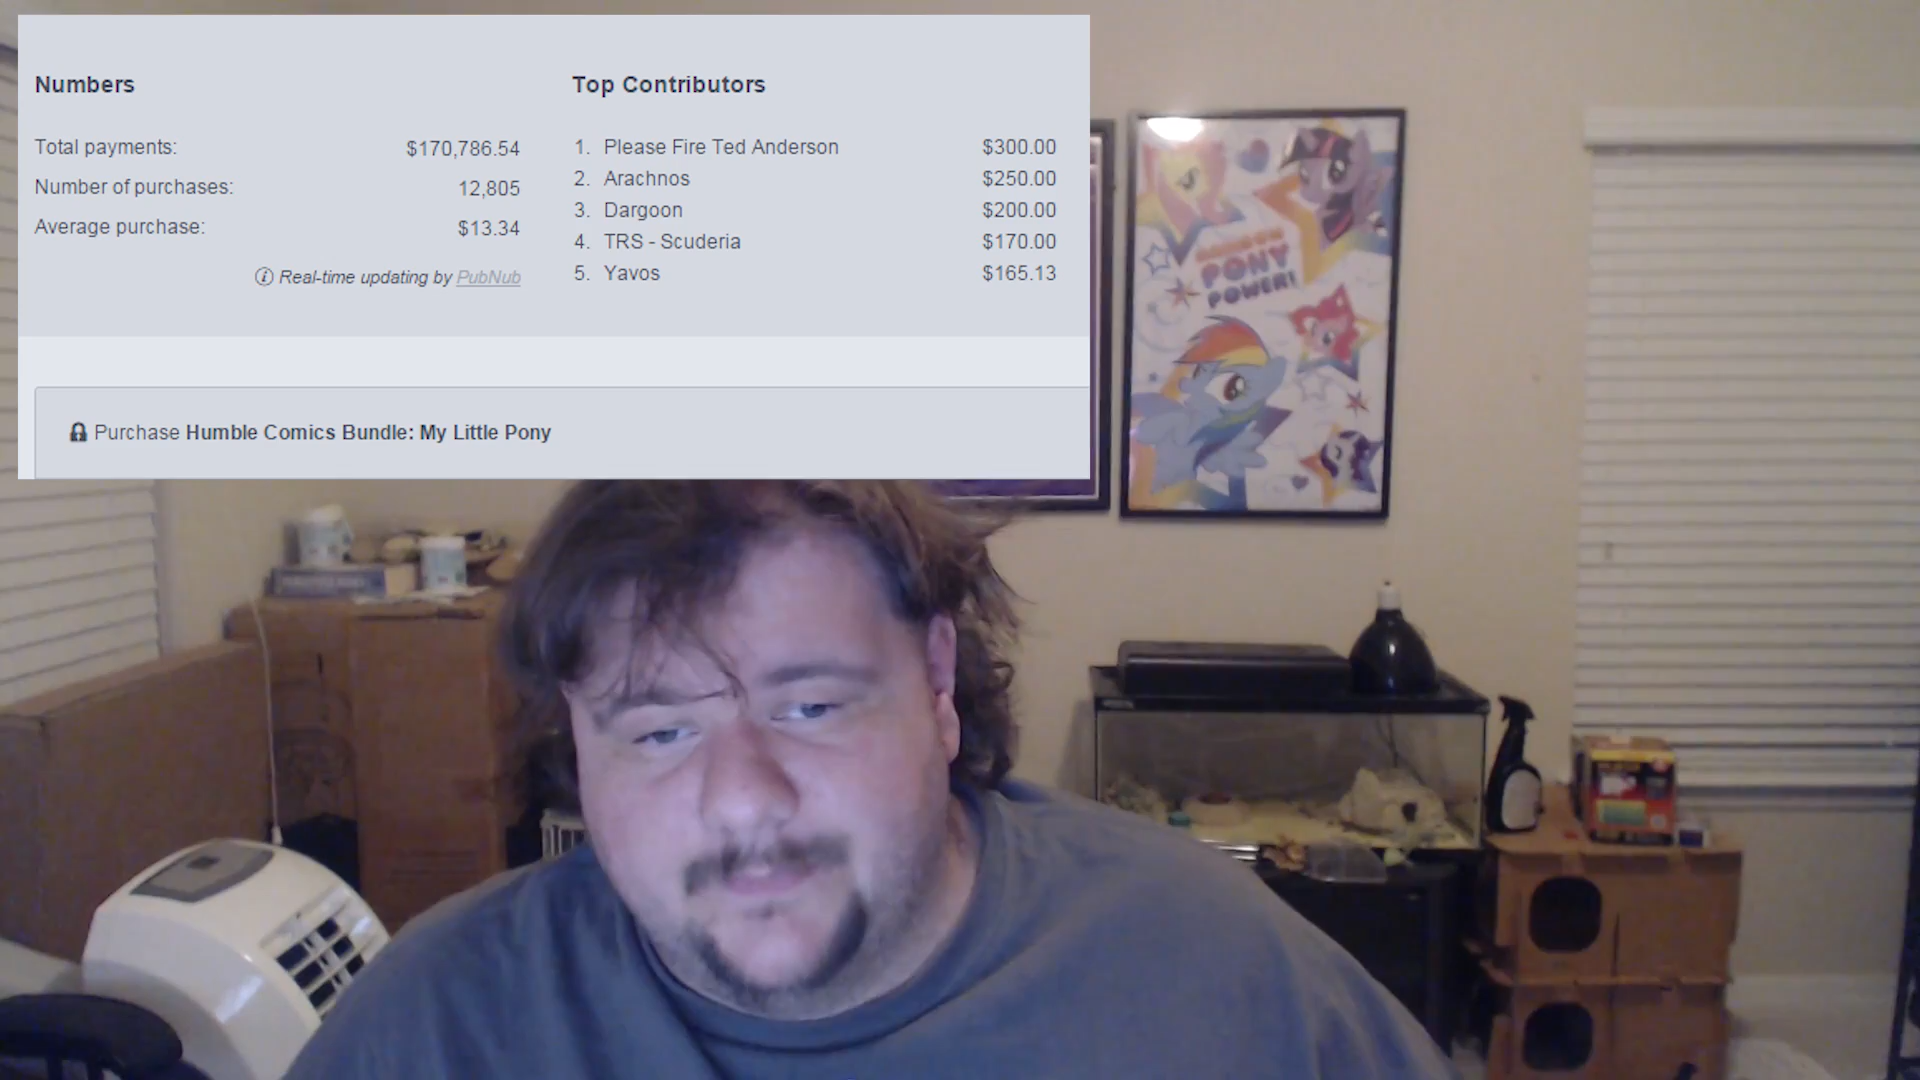 Numbers
Total payments: $170,786.54
Number of purchases: 12,805
Average purchase: $13.34
Real-time updating by PubNub
Top Contributors
1. Please Fire Ted Anderson $300.00
2. Arachnos $250.00
3. Dargoon $200.00
4. TRS - Scuderia $170.00
5. Yavos $165.13
Purchase Humble Comics Bundle: My Little Pony
PONY
POWER!